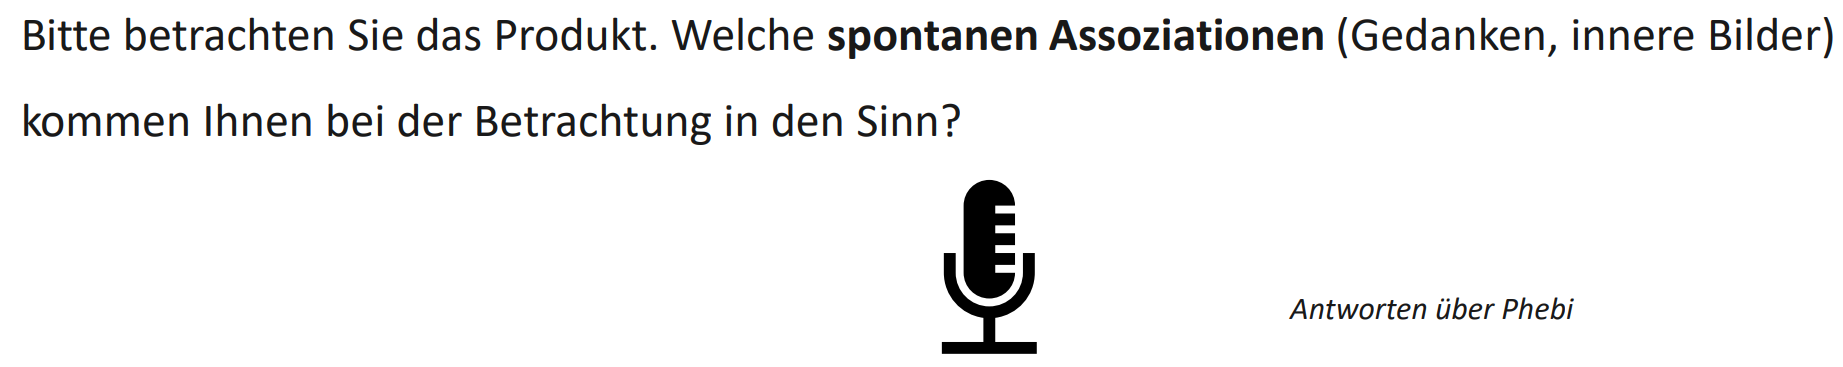 Bitte betrachten Sie das Produkt. Welche spontanen Assoziationen (Gedanken, innere Bilder)
kommen Ihnen bei der Betrachtung in den Sinn?
Antworten über Phebi